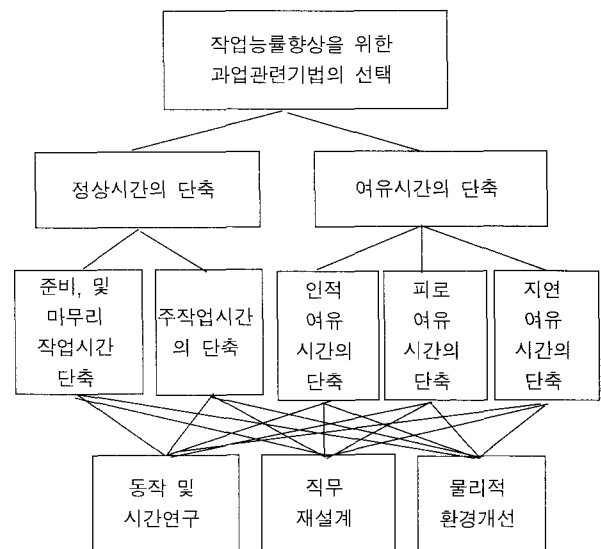 작업능률향상을 위한
과업관련기법의 선택
정상시간의 단축
여유시간의 단축
준비, 및
마무리
작업시간
단축
주작업시간
의 단축
인적
여유
시간의
단축
피로
여유
시간의
단축
지연
여유
시간의
단축
동작 및
시간연구
직무
재설계
물리적
환경개선